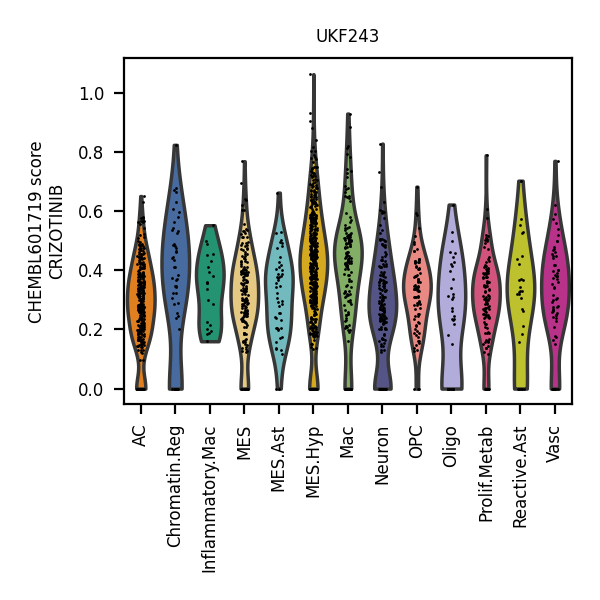 UKF243
CHEMBL601719 score
CRIZOTINIB
1.0
0.8
0.6
0.4
0.2
0.0
AC
Chromatin.Reg
Inflammatory.Mac
MES
MES.Ast
MES.Hyp
Mac
Neuron
OPC
Oligo
Prolif.Metab
Reactive.Ast
Vasc